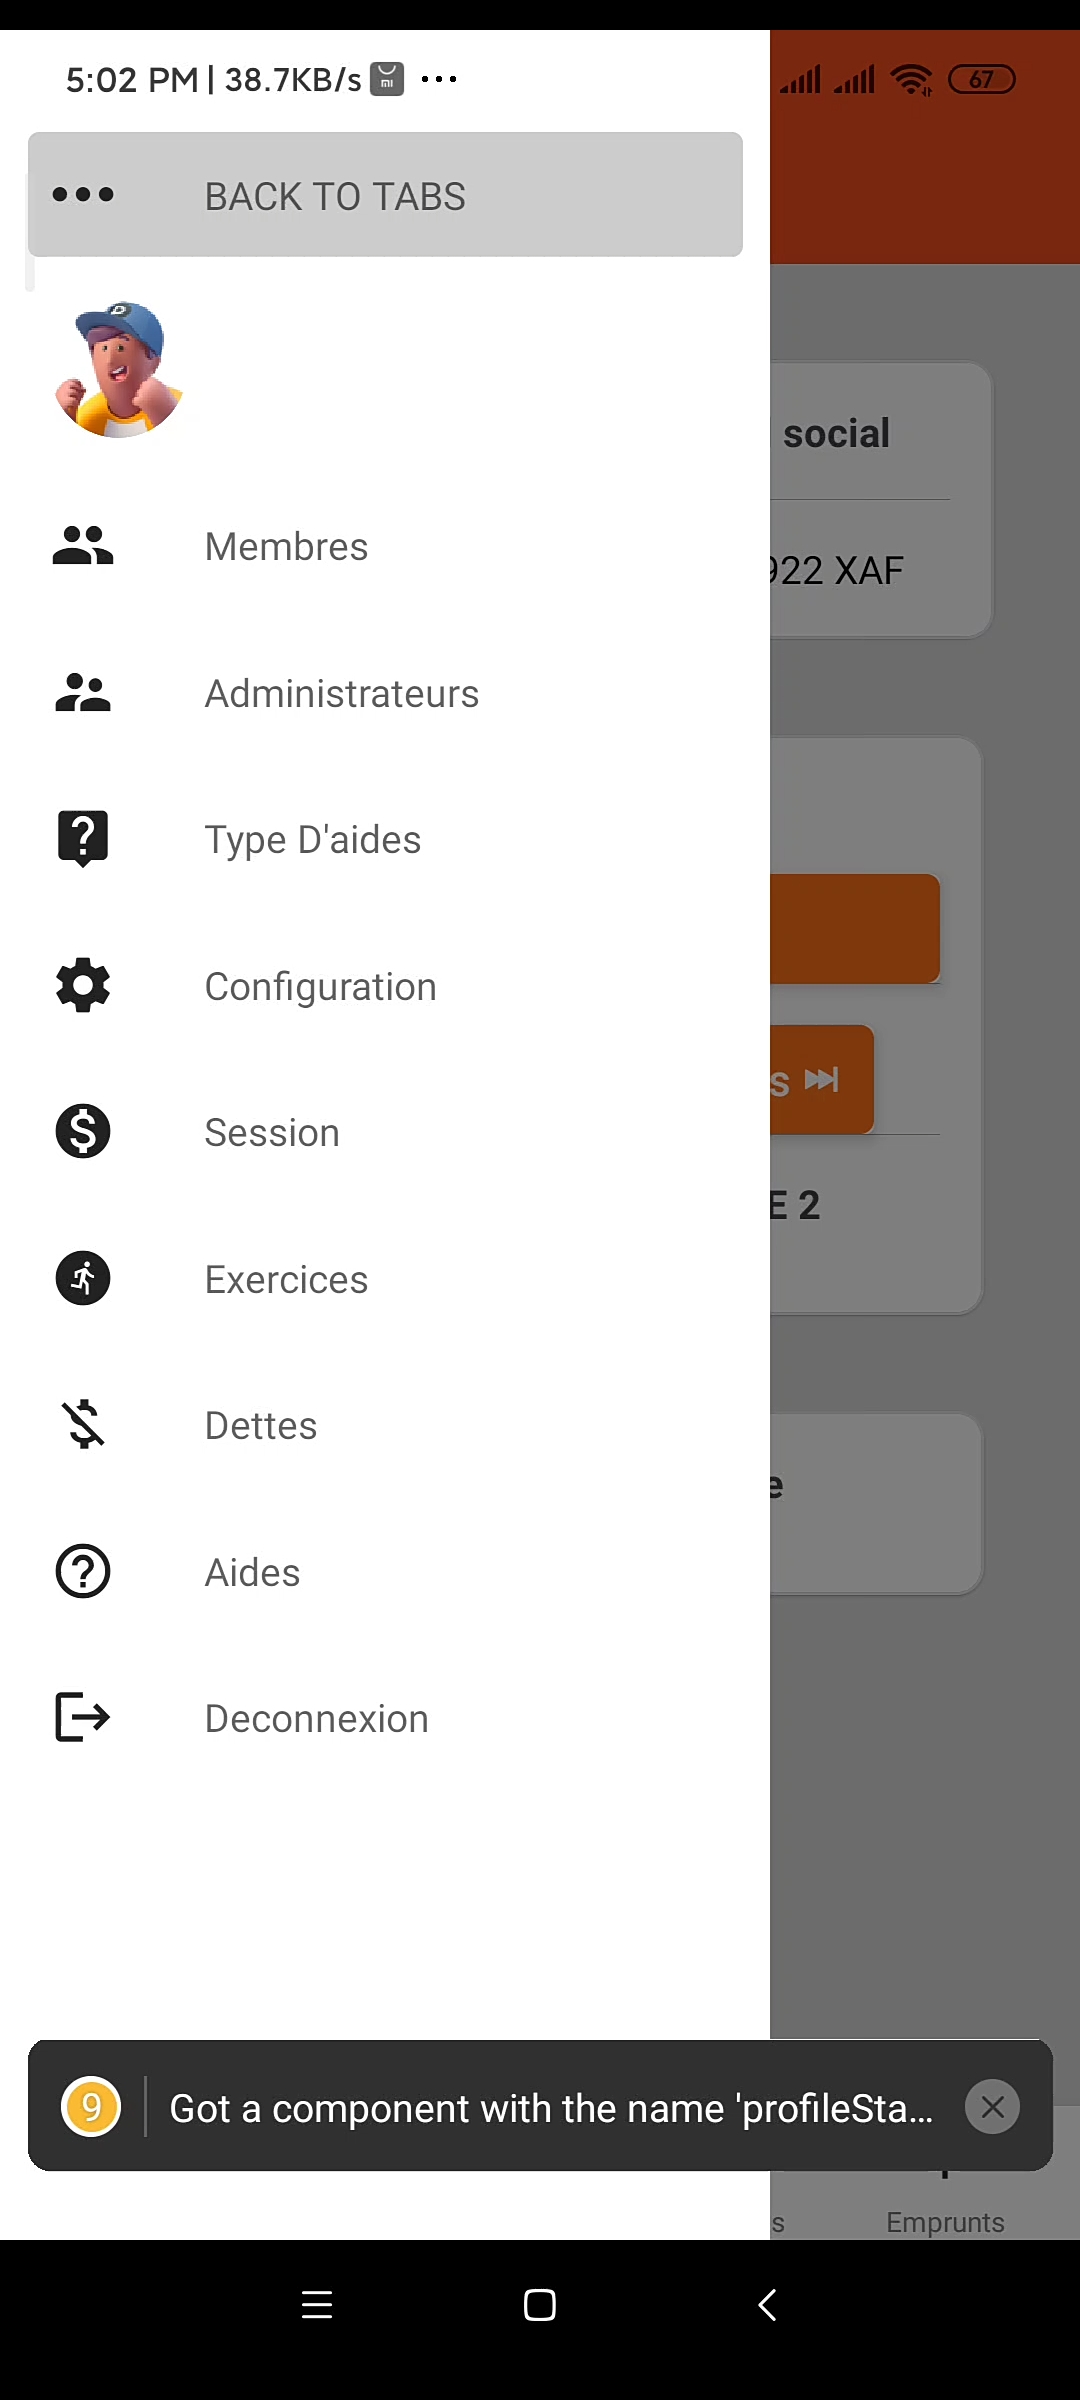 5:02 PM | 38.7KB/s mi ...
67
BACK TO TABS
D
social
922 XAF
Membres
Administrateurs
Type D'aides
Configuration
s
Session
E 2
Exercices
Dettes
e
Aides
Deconnexion
9 Got a component with the name 'profileSta...
s
Emprunts